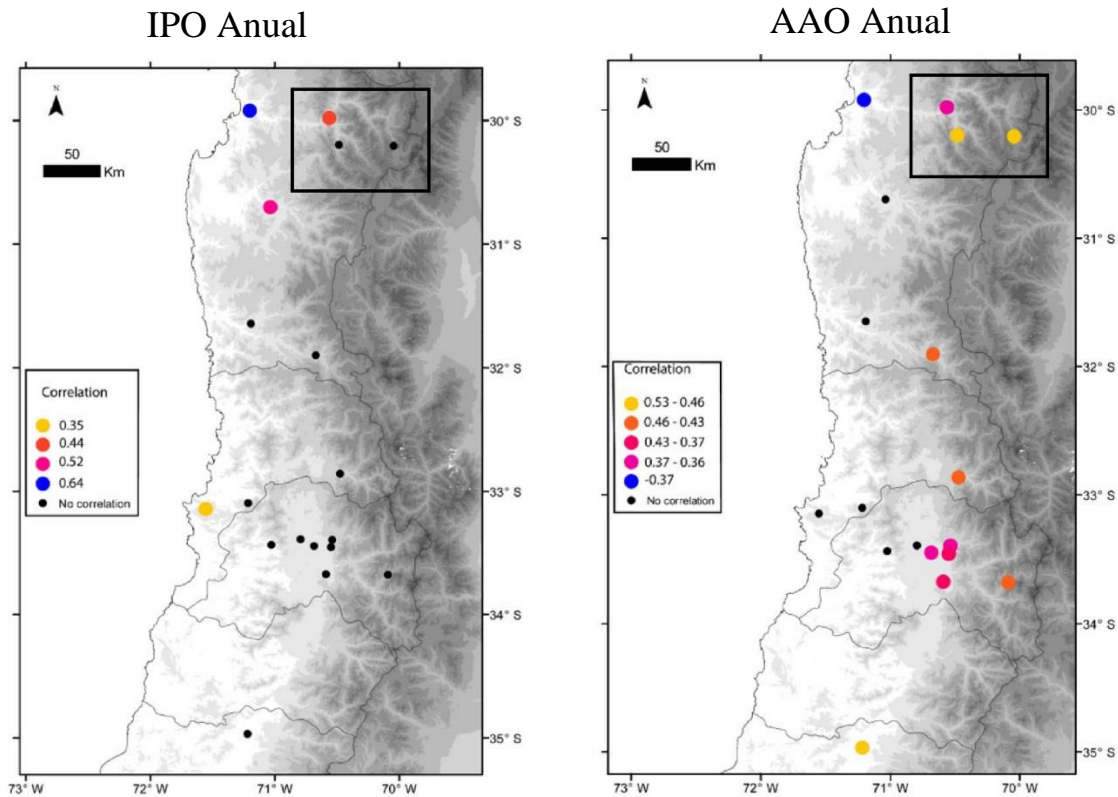 IPO Anual
N
50
Km
30° S
31° S
32° S
33° S
34° S
35° S
Correlation
0.35
0.44
0.52
0.64
No correlation
73° W
72° W
71° W
70° W
AAO Anual
N
50
Km
30° S
31° S
32° S
33° S
34° S
35° S
Correlation
0.53 - 0.46
0.46 - 0.43
0.43 - 0.37
0.37 - 0.36
-0.37
No correlation
73° W
72° W
71° W
70° W